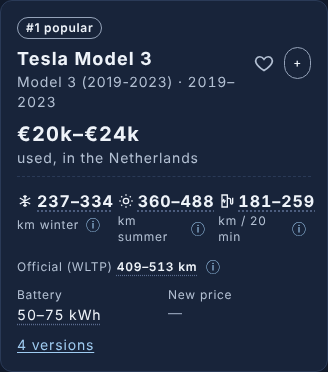 #1 popular
Tesla Model 3
+
Model 3 (2019-2023) · 2019–
2023
€20k–€24k
used, in the Netherlands
237–334 360–488 181–259
km winter km summer km / 20 min
Official (WLTP) 409–513 km
Battery New price
50–75 kWh —
4 versions